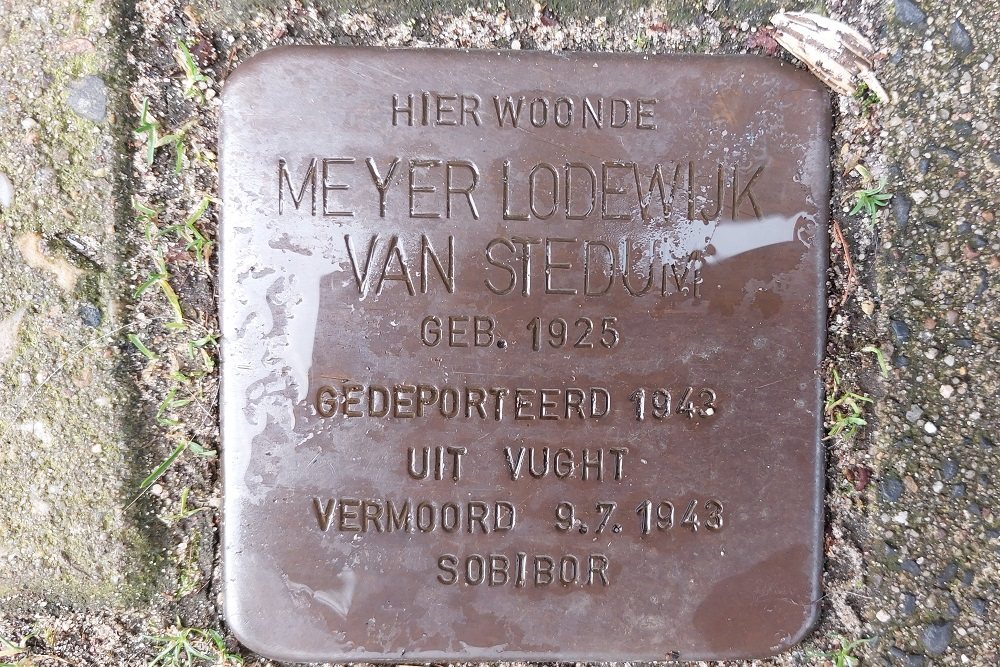 HIER WOONDE
MEYER LODEWIJK
VAN STEDUM
GEB. 1925
GEDEPORTEERD 1943
UIT VUGHT
VERMOORD 9.7.1943
SOBIBOR